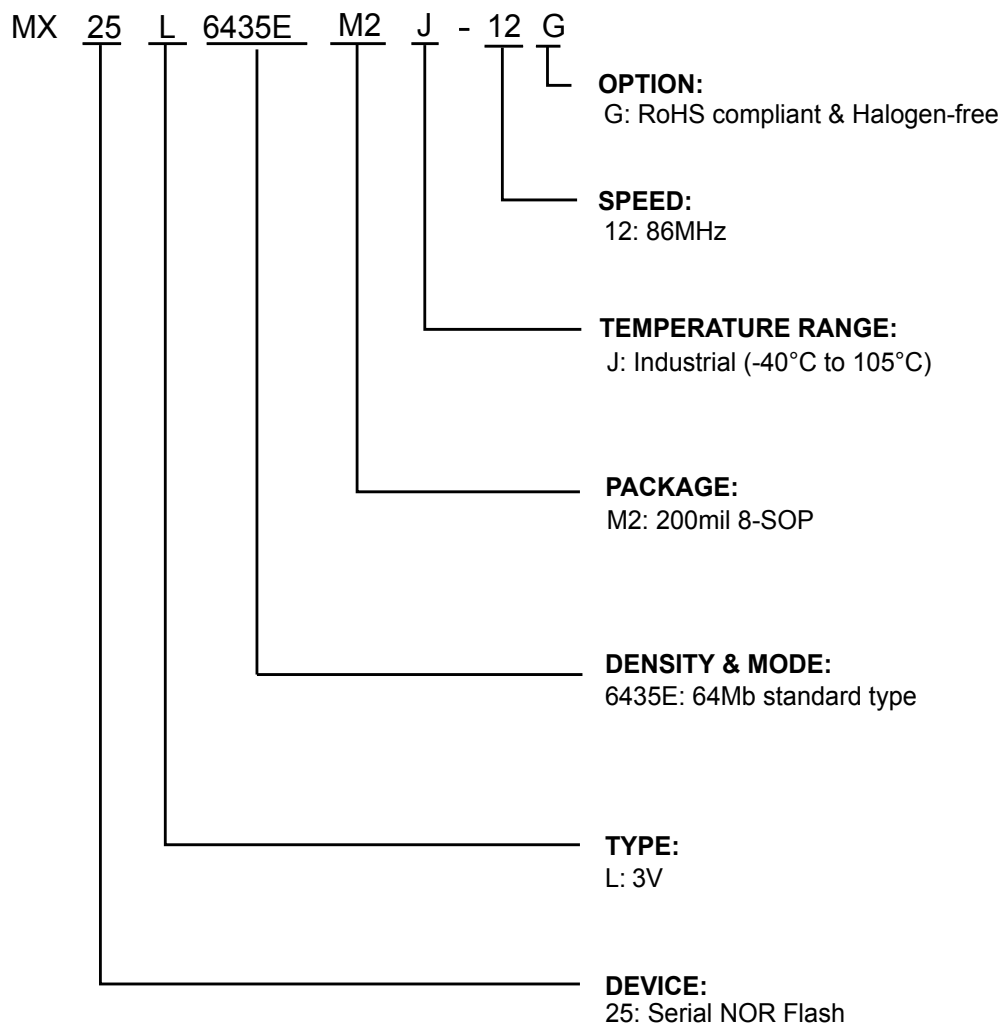 MX 25 L 6435E M2 J - 12 G
OPTION:
G: RoHS compliant & Halogen-free
SPEED:
12: 86MHz
TEMPERATURE RANGE:
J: Industrial (-40°C to 105°C)
PACKAGE:
M2: 200mil 8-SOP
DENSITY & MODE:
6435E: 64Mb standard type
TYPE:
L: 3V
DEVICE:
25: Serial NOR Flash